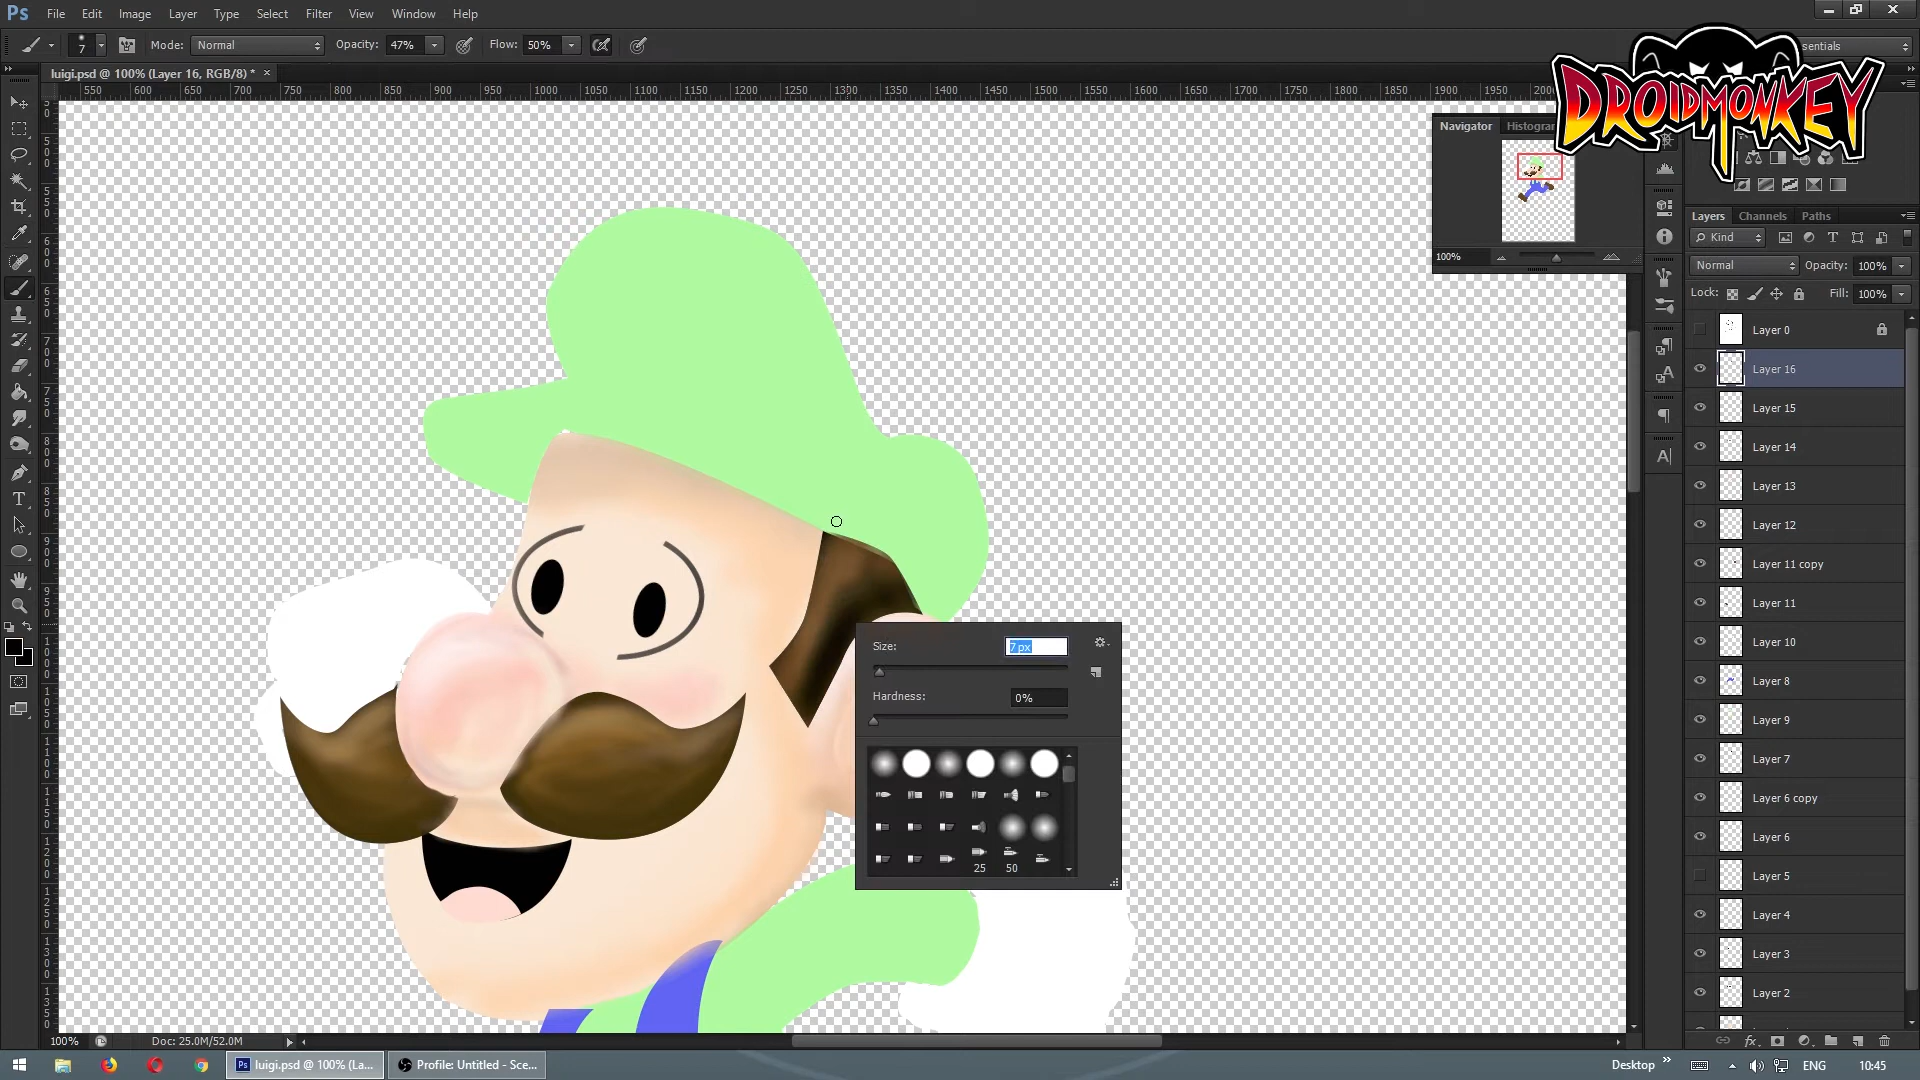 Ps File Edit Image Layer Type Select Filter View Window Help
7 Mode: Normal Opacity: 47% Flow: 50%
sentials
DROIDMONKEY
luigi.psd @ 100% (Layer 16, RGB/8) * ×
550 600 650 700 750 800 850 900 950 1000 1050 1100 1150 1200 1250 1300 1350 1400 1450 1500 1550 1600 1650 1700 1750 1800 1850 1900 1950
Navigator Histogram
100%
Layers Channels Paths
Kind
Normal Opacity: 100%
Lock: Fill: 100%
Layer 0
Layer 16
Layer 15
Layer 14
Layer 13
Layer 12
Layer 11 copy
Layer 11
Layer 10
Layer 8
Layer 9
Layer 7
Layer 6 copy
Layer 6
Layer 5
Layer 4
Layer 3
Layer 2
Size: 7 px
Hardness: 0%
25 50
100% Doc: 25.0M/52.0M
luigi.psd @ 100% (La...
Profile: Untitled - Sce...
Desktop » ENG 10:45